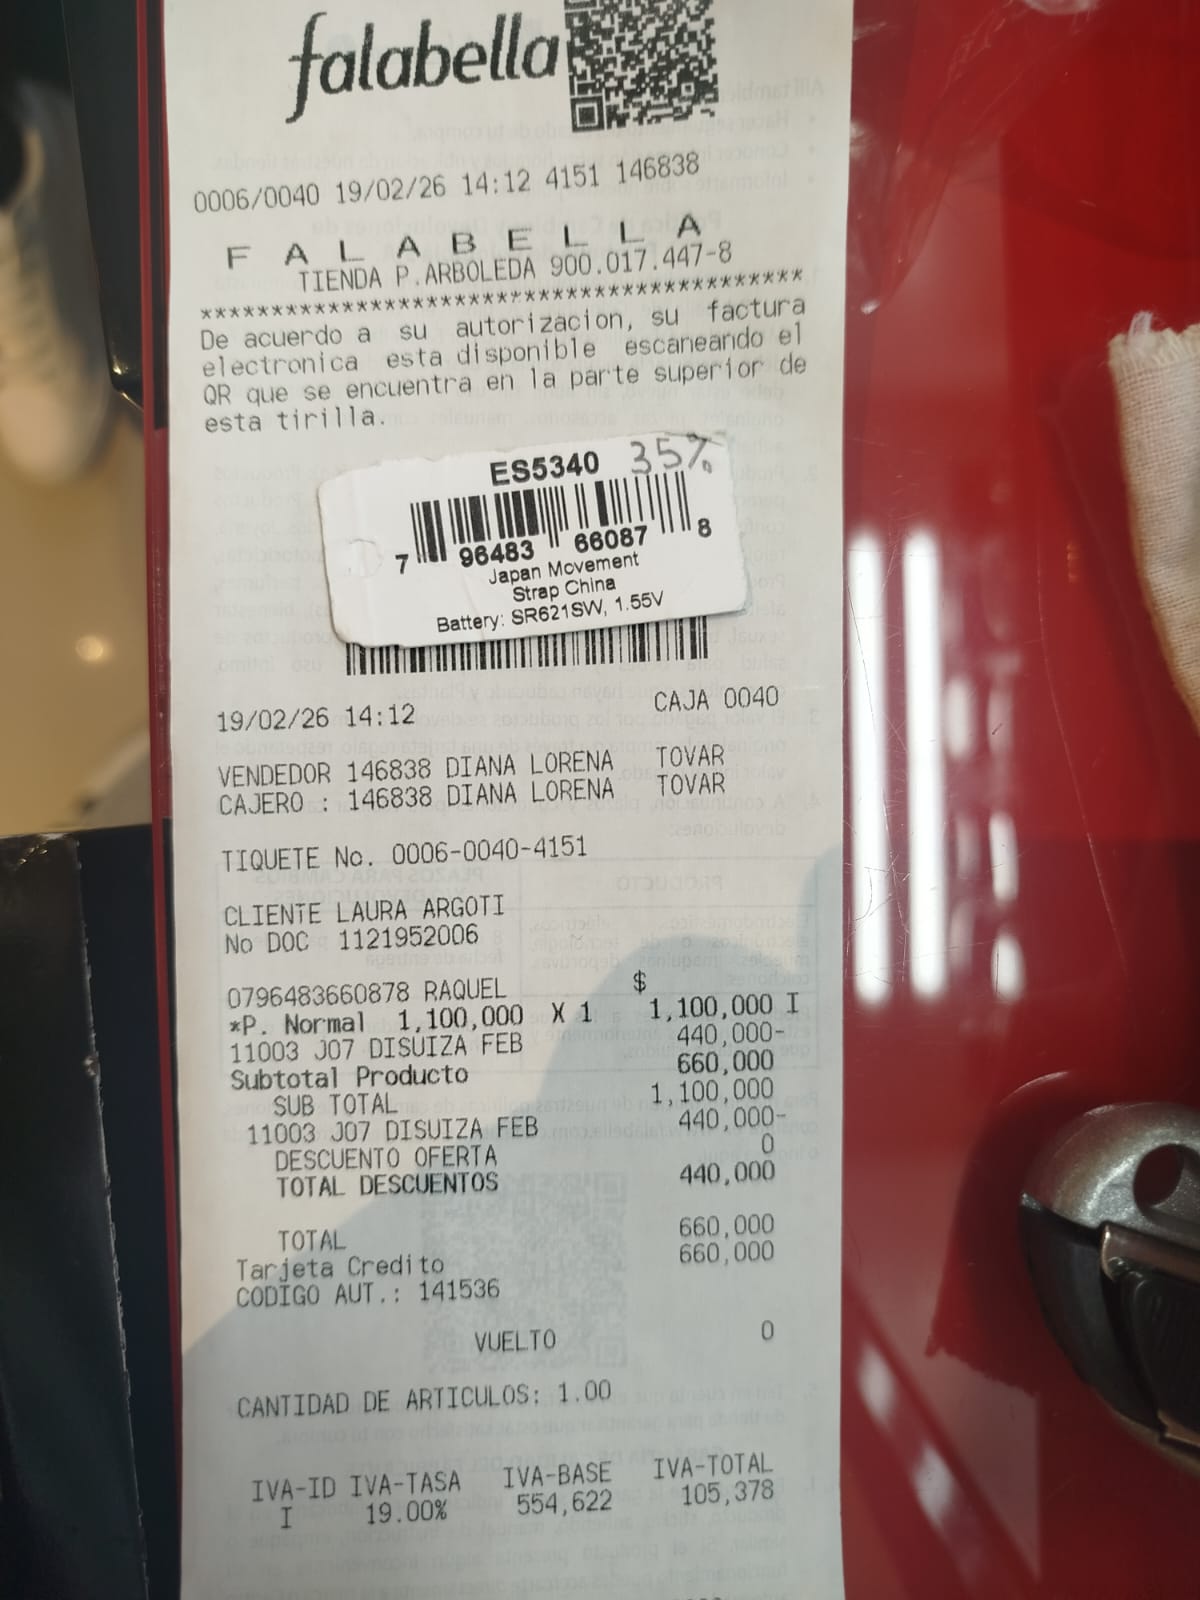 falabella
0006/0040 19/02/26 14:12 4151 146838
F A L A B E L L A
TIENDA P.ARBOLEDA 900.017.447-8
******************************************
De acuerdo a su autorizacion, su factura
electronica esta disponible escaneando el
QR que se encuentra en la parte superior de
esta tirilla.
ES5340 35%
7 96483 66087 8
Japan Movement
Strap China
Battery: SR621SW, 1.55V
19/02/26 14:12 CAJA 0040
VENDEDOR 146838 DIANA LORENA TOVAR
CAJERO : 146838 DIANA LORENA TOVAR
TIQUETE No. 0006-0040-4151
CLIENTE LAURA ARGOTI
No DOC 1121952006
0796483660878 RAQUEL $
*P. Normal 1,100,000 X 1 1,100,000 I
11003 J07 DISUIZA FEB 440,000-
Subtotal Producto 660,000
SUB TOTAL 1,100,000
11003 J07 DISUIZA FEB 440,000-
DESCUENTO OFERTA 0
TOTAL DESCUENTOS 440,000
TOTAL 660,000
Tarjeta Credito 660,000
CODIGO AUT.: 141536
VUELTO 0
CANTIDAD DE ARTICULOS: 1.00
IVA-ID IVA-TASA IVA-BASE IVA-TOTAL
I 19.00% 554,622 105,378